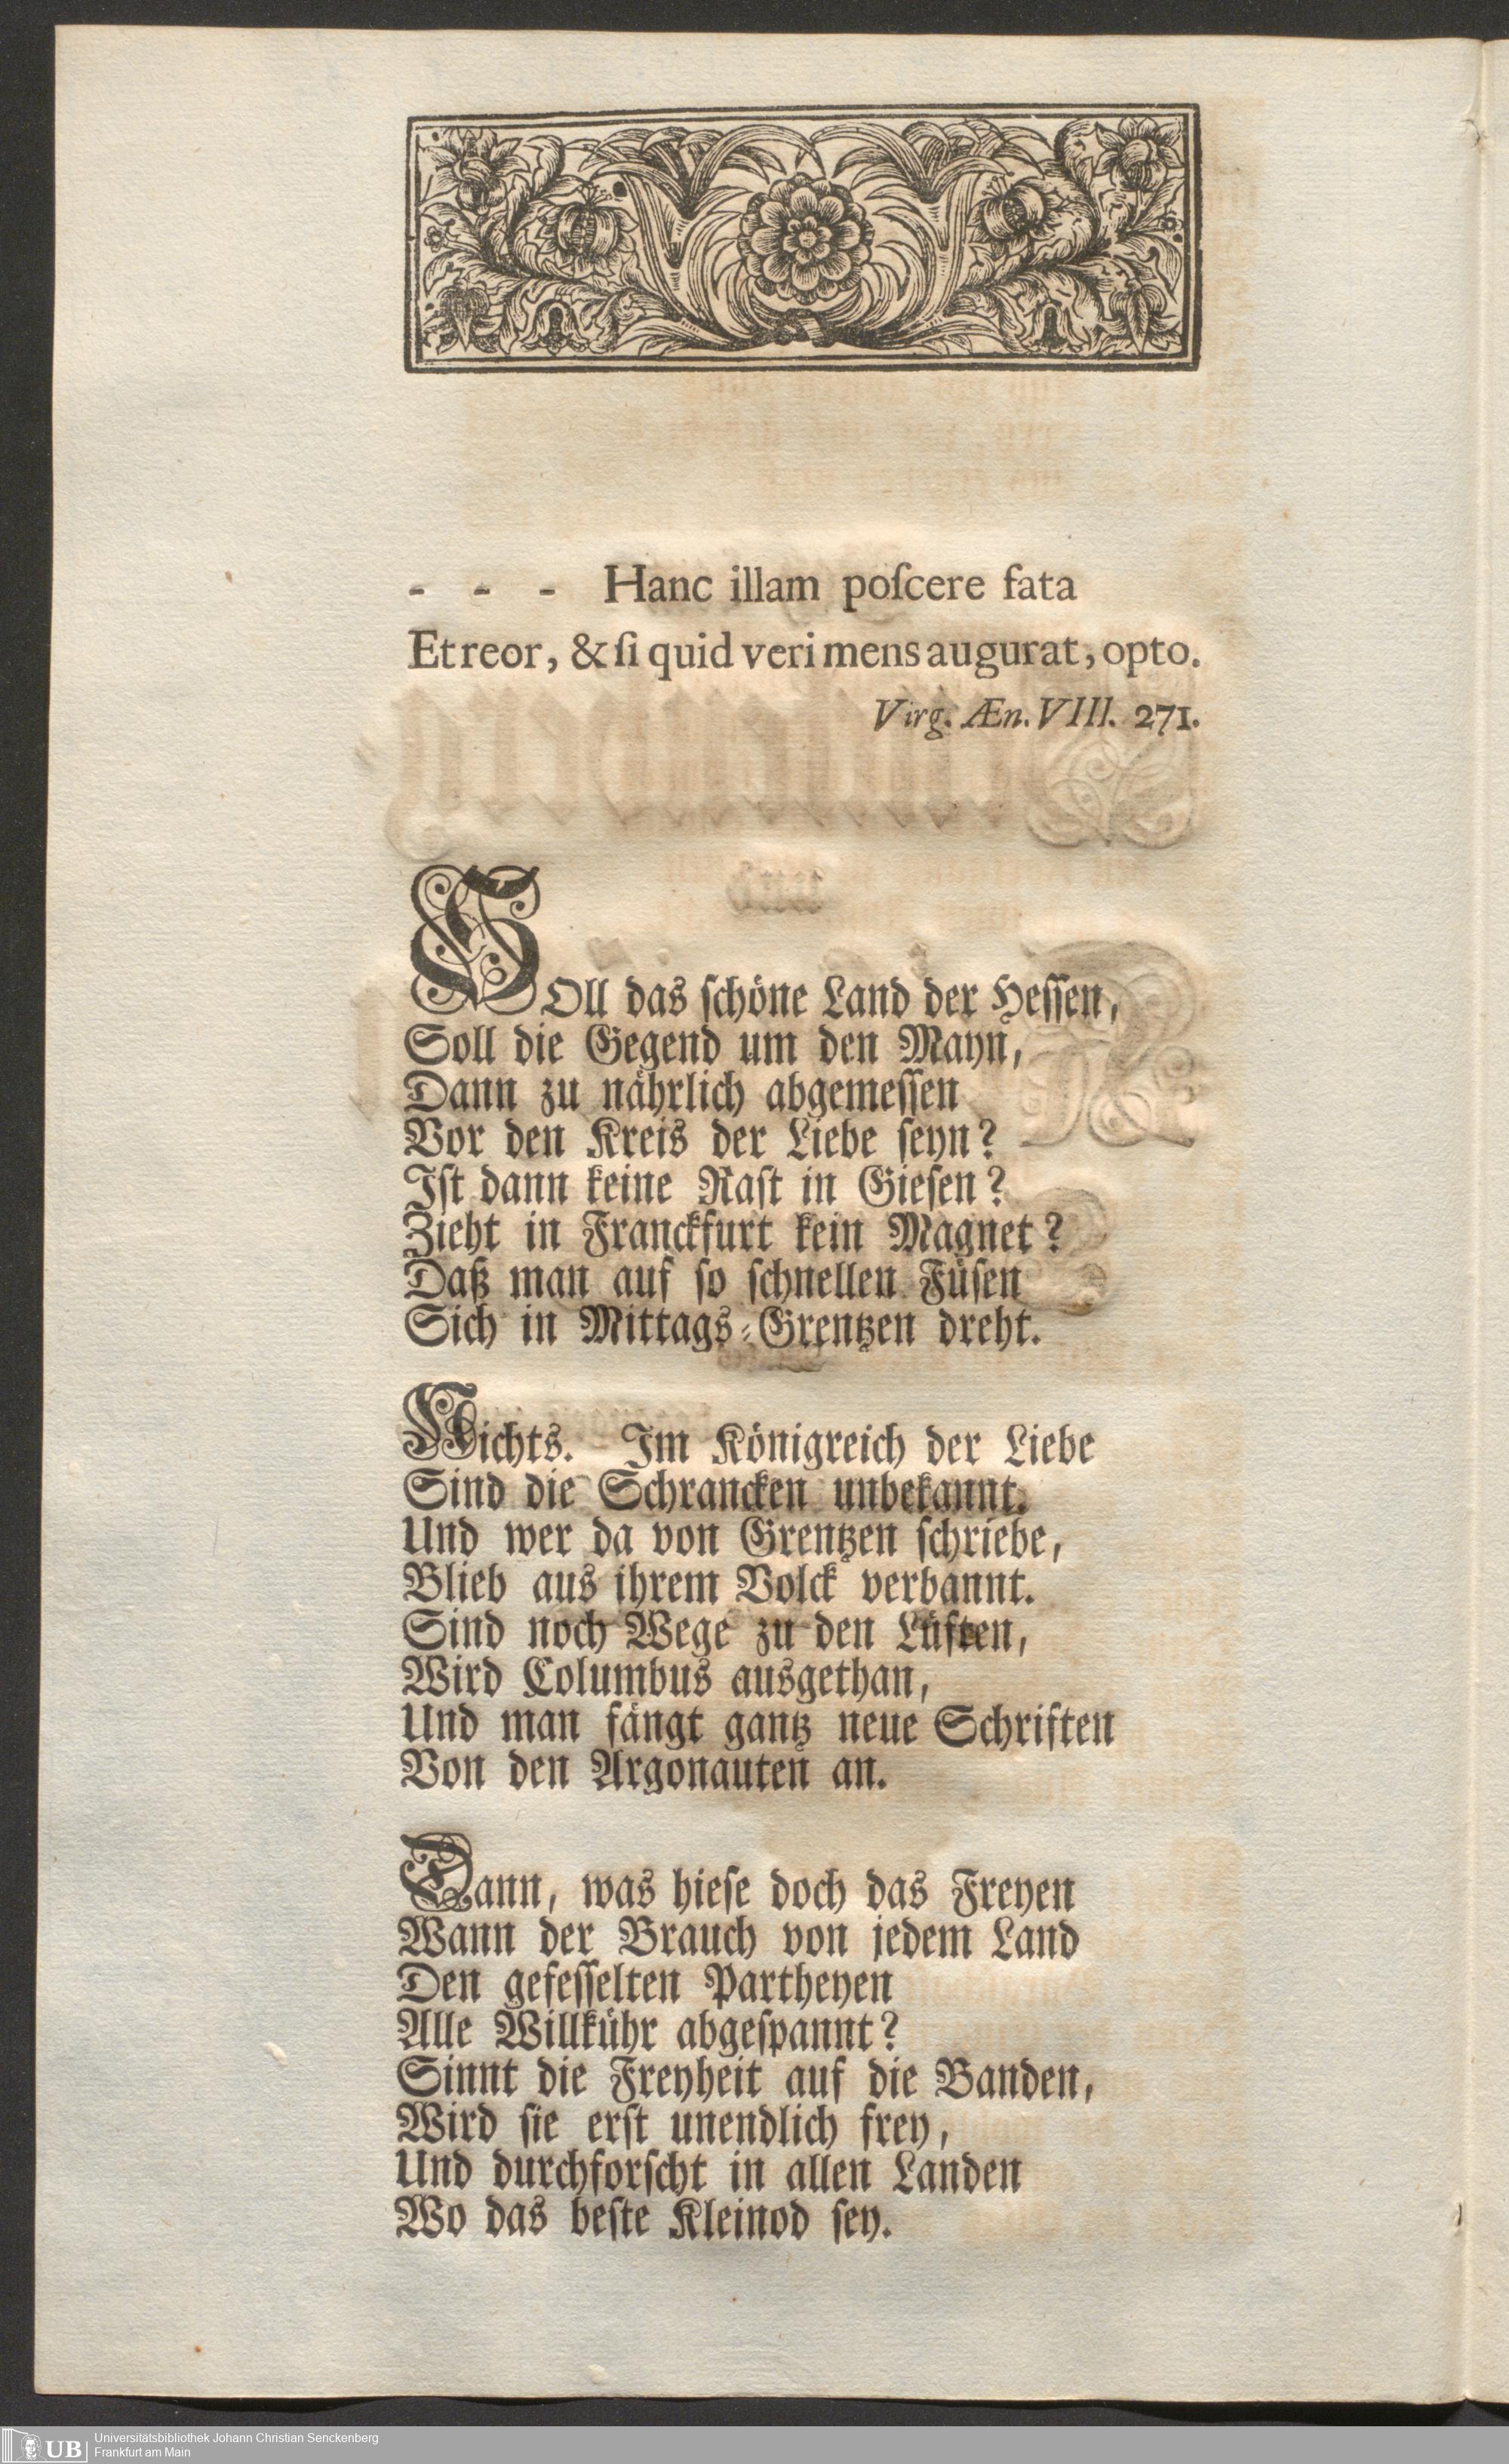 - - - Hanc illam poſcere fata
Et reor, & ſi quid veri mens augurat, opto.
Virg. Æn. VIII. 271.
SOll das ſchöne Land der Heſſen,
Soll die Gegend um den Mayn,
Dann zu nährlich abgemeſſen
Vor den Kreis der Liebe ſeyn?
Iſt dann keine Raſt in Gieſen?
Zieht in Franckfurt kein Magnet?
Daß man auf ſo ſchnellen Füſen
Sich in Mittags-Grentzen dreht.
Nichts. Im Königreich der Liebe
Sind die Schrancken unbekannt.
Und wer da von Grentzen ſchriebe,
Blieb aus ihrem Volck verbannt.
Sind noch Wege zu den Lüften,
Wird Columbus ausgethan,
Und man fängt gantz neue Schriften
Von den Argonauten an.
Dann, was hieſe doch das Freyen
Wann der Brauch von jedem Land
Den gefeſſelten Partheyen
Alle Willkühr abgeſpannt?
Sinnt die Freyheit auf die Banden,
Wird ſie erſt unendlich frey,
Und durchforſcht in allen Landen
Wo das beſte Kleinod ſey.
UB
Universitätsbibliothek Johann Christian Senckenberg
Frankfurt am Main